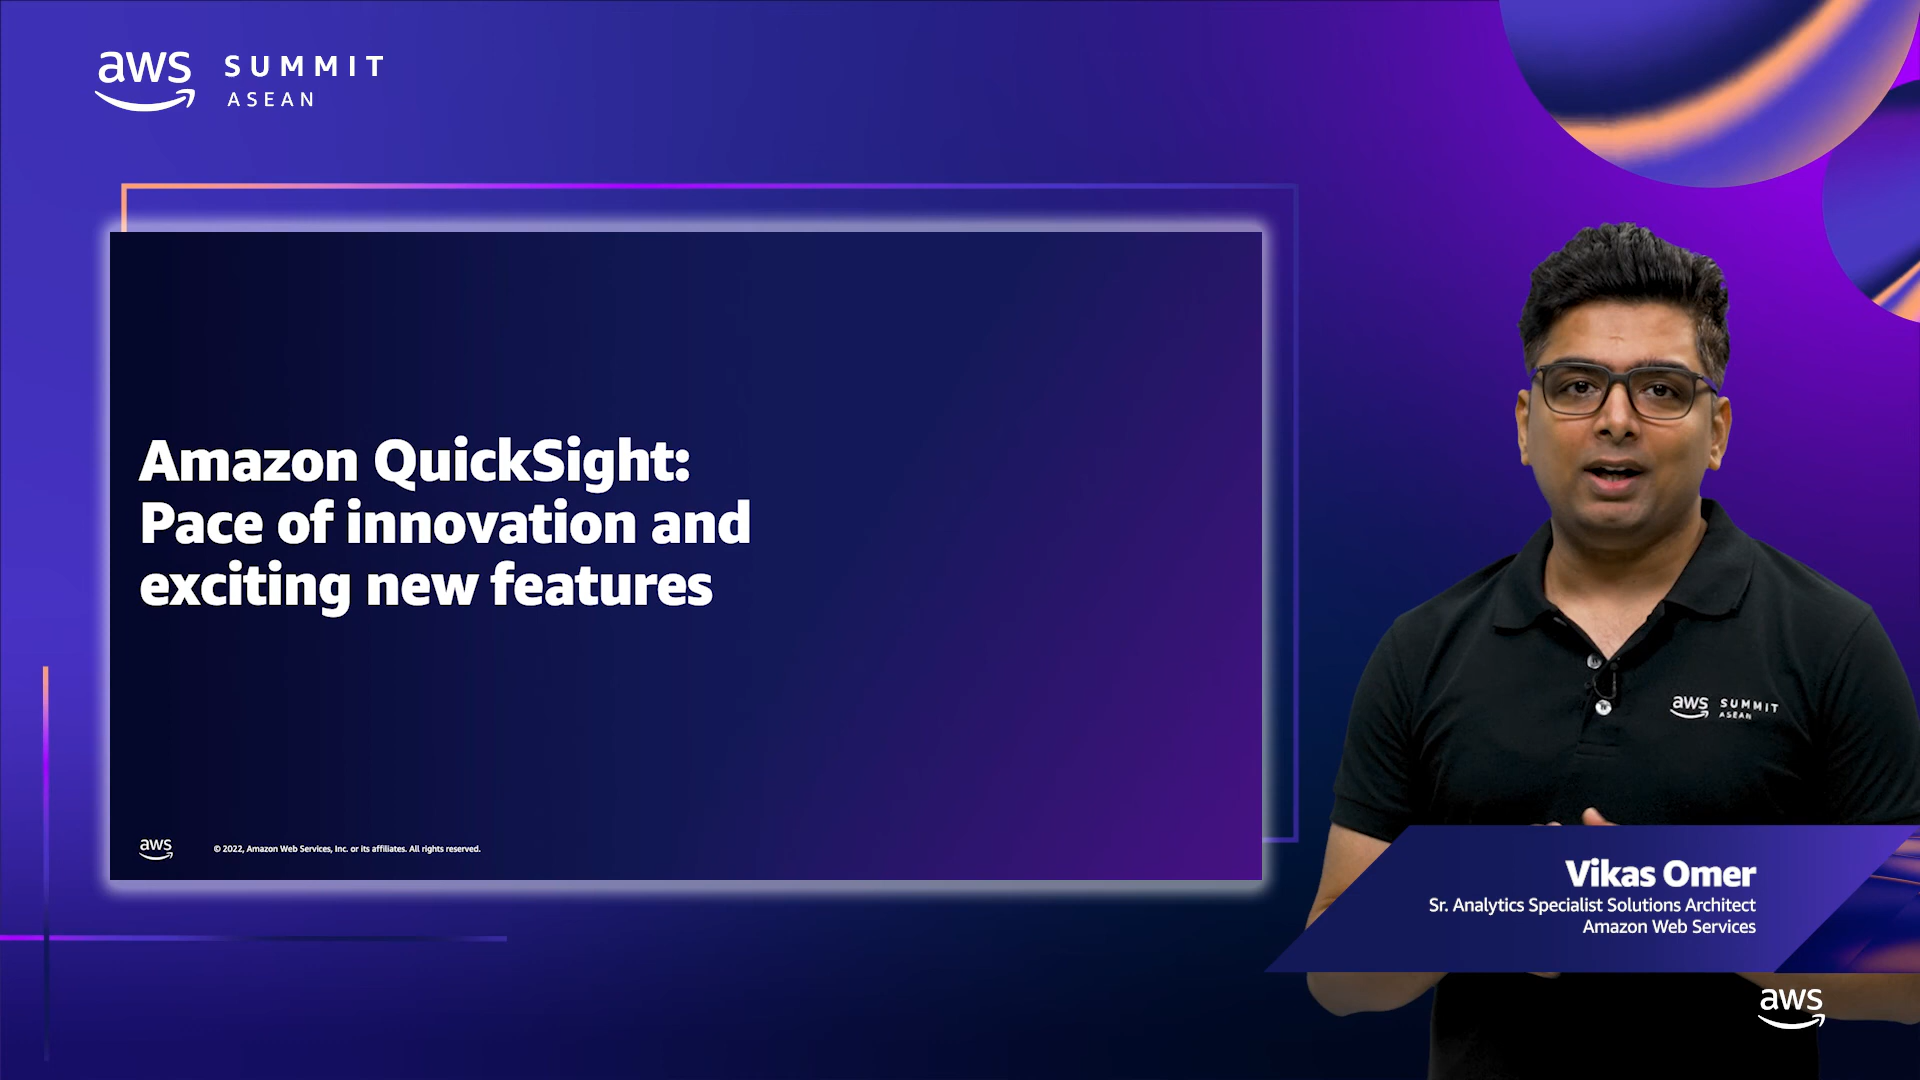 aws SUMMIT
ASEAN
Amazon QuickSight:
Pace of innovation and
exciting new features
aws © 2022, Amazon Web Services, Inc. or its affiliates. All rights reserved.
aws SUMMIT
ASEAN
Vikas Omer
Sr. Analytics Specialist Solutions Architect
Amazon Web Services
aws